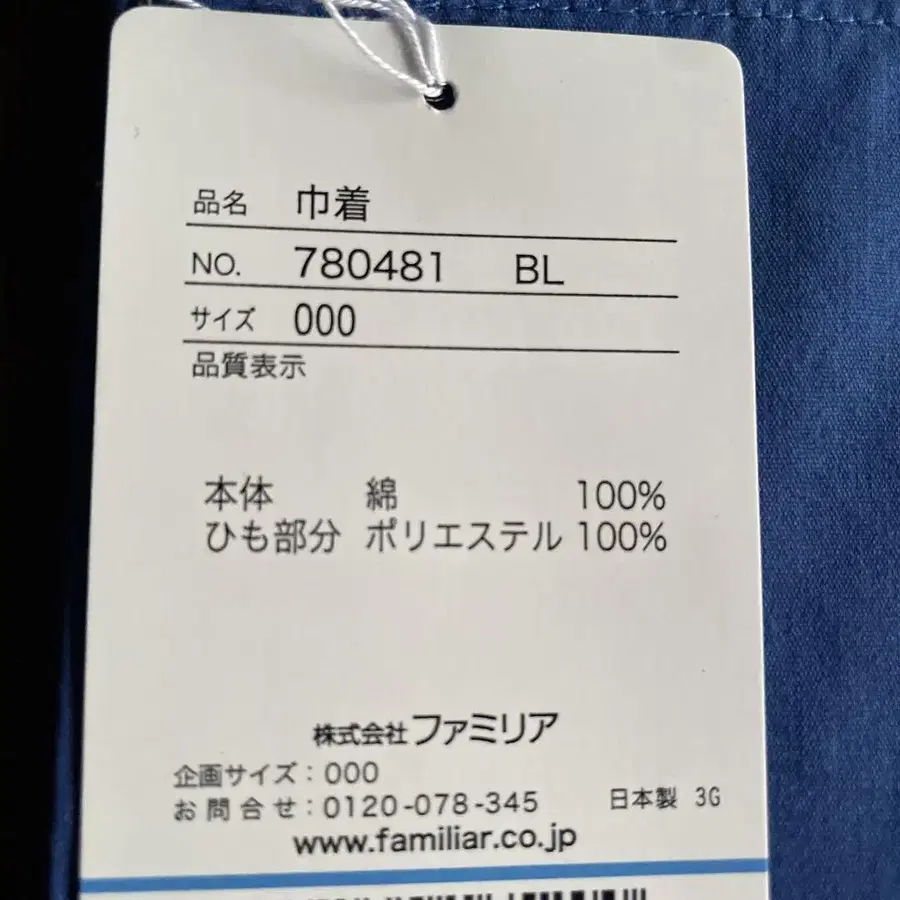 品名 巾着
NO. 780481 BL
サイズ 000
品質表示
本体 綿 100%
ひも部分 ポリエステル 100%
株式会社ファミリア
企画サイズ：000
お問合せ：0120-078-345 日本製 3G
www.familiar.co.jp